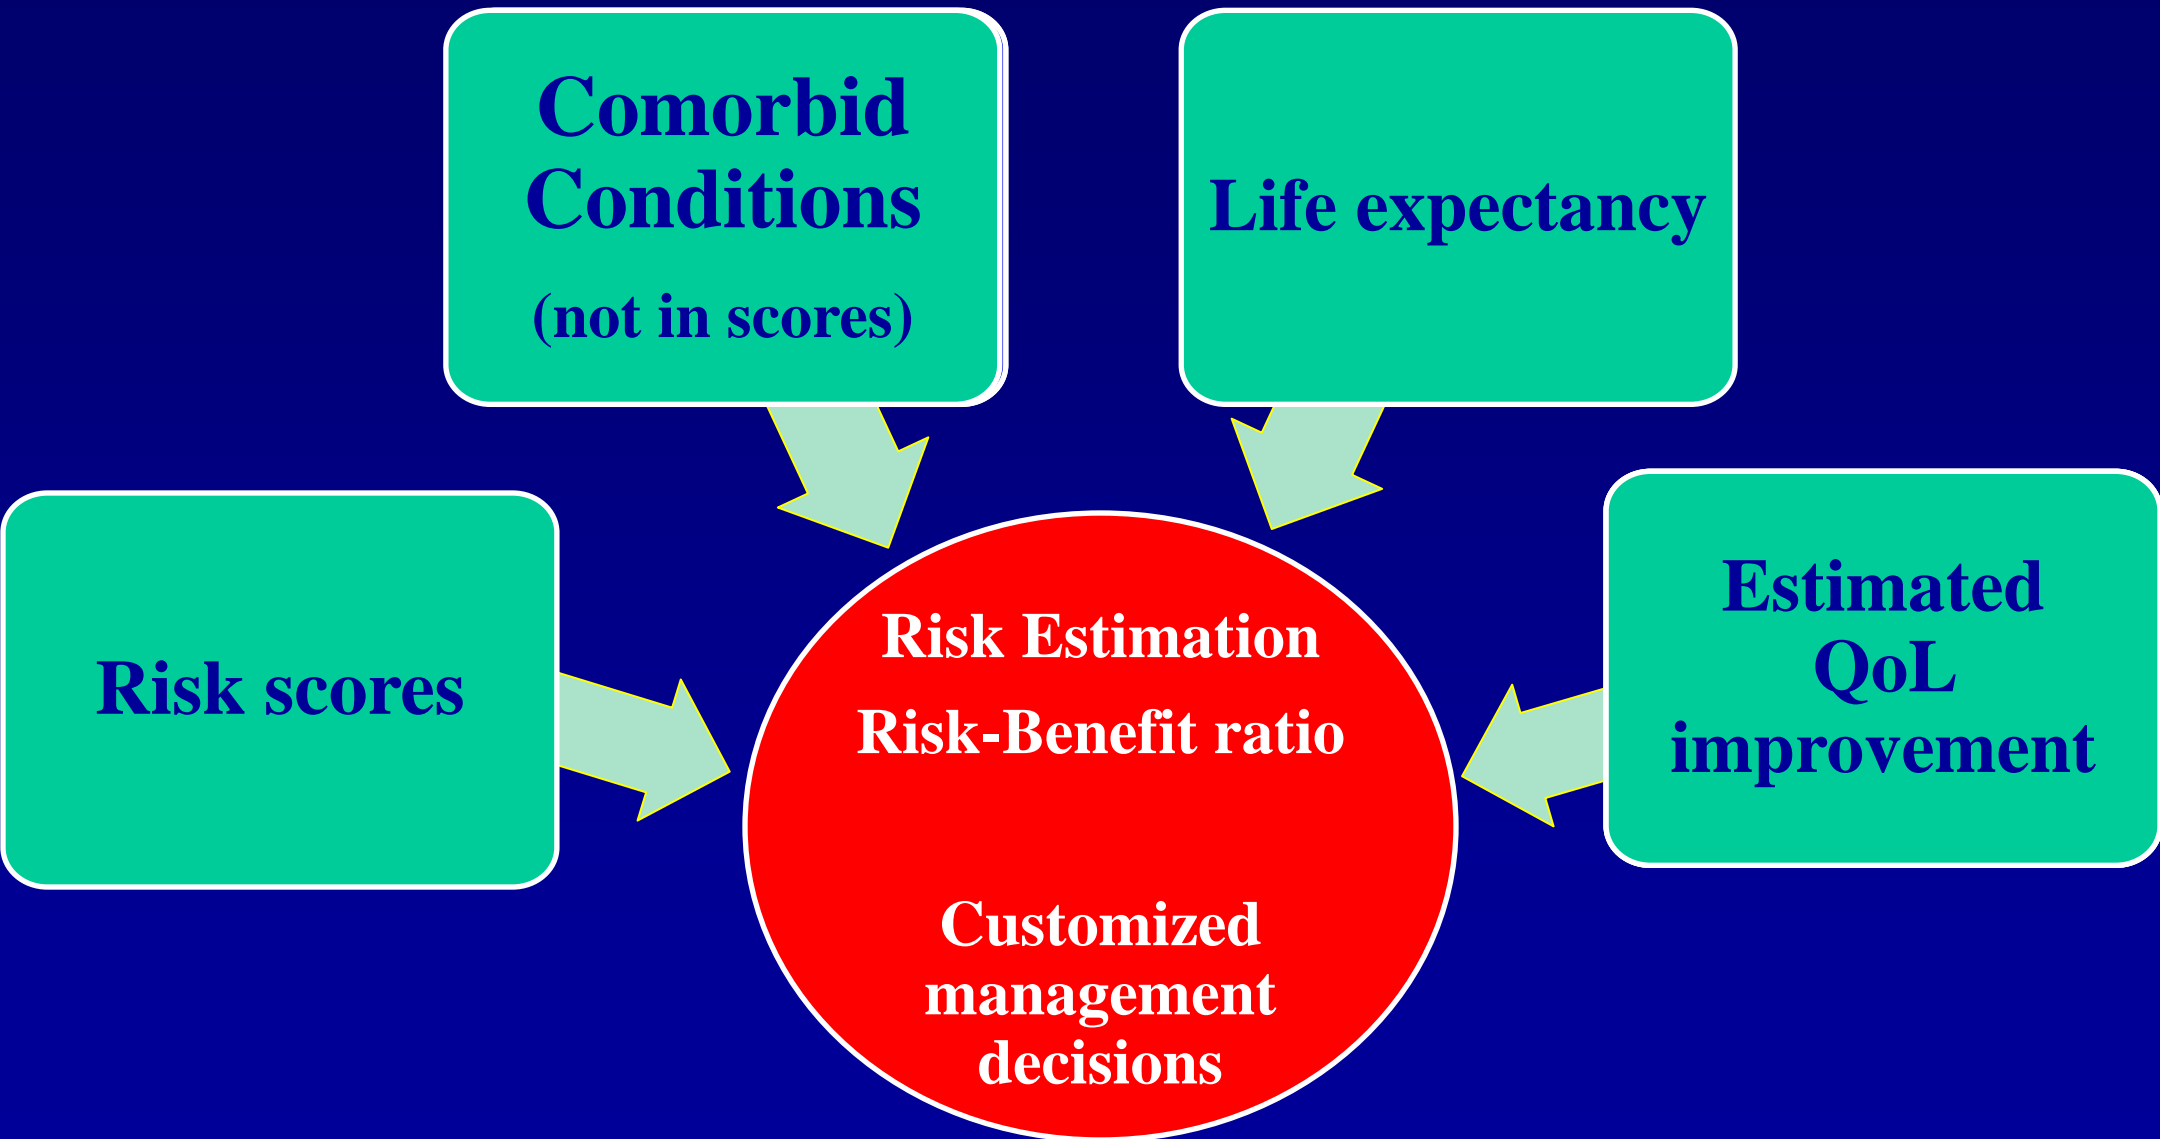 Comorbid
Conditions
(not in scores)
Life expectancy
Risk scores
Estimated
QoL
improvement
Risk Estimation
Risk-Benefit ratio
Customized
management
decisions